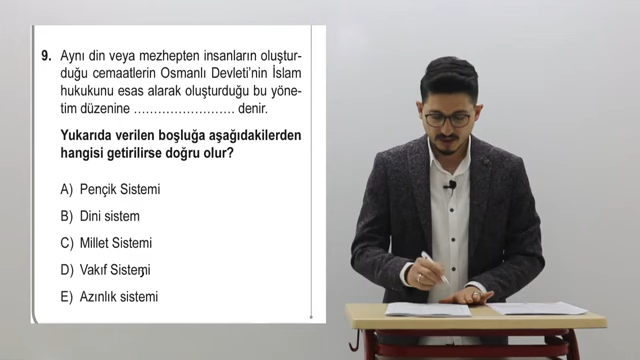 9. Aynı din veya mezhepten insanların oluştur-
duğu cemaatlerin Osmanlı Devleti'nin İslam
hukukunu esas alarak oluşturduğu bu yöne-
tim düzenine ......................... denir.
Yukarıda verilen boşluğa aşağıdakilerden
hangisi getirilirse doğru olur?
A) Pençik Sistemi
B) Dini sistem
C) Millet Sistemi
D) Vakıf Sistemi
E) Azınlık sistemi